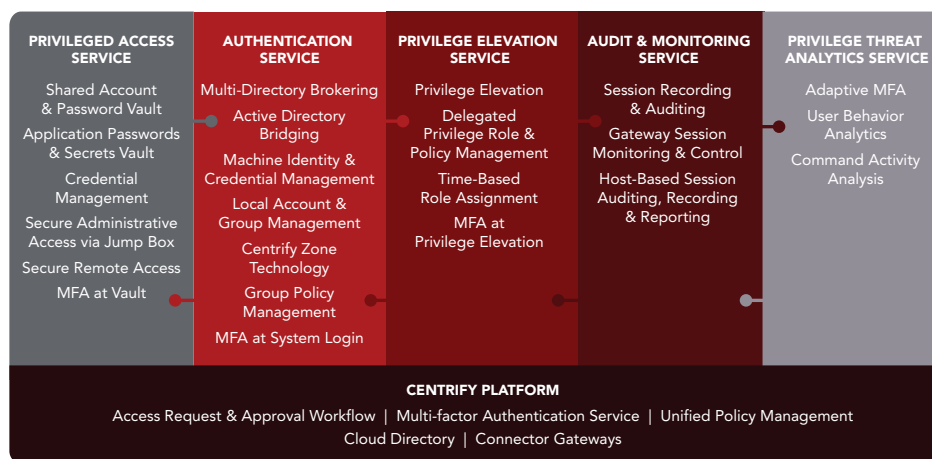 PRIVILEGED ACCESS
SERVICE
Shared Account
& Password Vault
Application Passwords
& Secrets Vault
Credential
Management
Secure Administrative
Access via Jump Box
Secure Remote Access
MFA at Vault
AUTHENTICATION
SERVICE
Multi-Directory Brokering
Active Directory
Bridging
Machine Identity &
Credential Management
Local Account &
Group Management
Centrify Zone
Technology
Group Policy
Management
MFA at System Login
PRIVILEGE ELEVATION
SERVICE
Privilege Elevation
Delegated
Privilege Role &
Policy Management
Time-Based
Role Assignment
MFA at
Privilege Elevation
AUDIT & MONITORING
SERVICE
Session Recording
& Auditing
Gateway Session
Monitoring & Control
Host-Based Session
Auditing, Recording
& Reporting
PRIVILEGE THREAT
ANALYTICS SERVICE
Adaptive MFA
User Behavior
Analytics
Command Activity
Analysis
CENTRIFY PLATFORM
Access Request & Approval Workflow | Multi-factor Authentication Service | Unified Policy Management
Cloud Directory | Connector Gateways